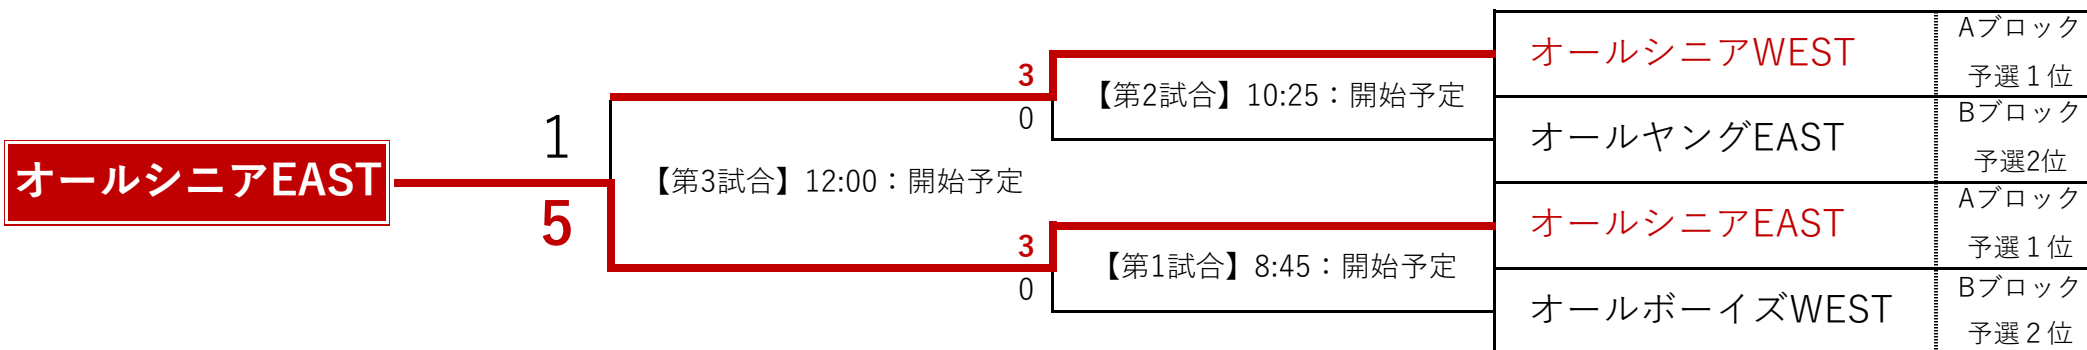 オールシニアEAST
1
5
【第3試合】12:00：開始予定
3
0
【第2試合】10:25：開始予定
3
0
【第1試合】8:45：開始予定
オールシニアWEST
Aブロック
予選１位
オールヤングEAST
Bブロック
予選2位
オールシニアEAST
Aブロック
予選１位
オールボーイズWEST
Bブロック
予選２位